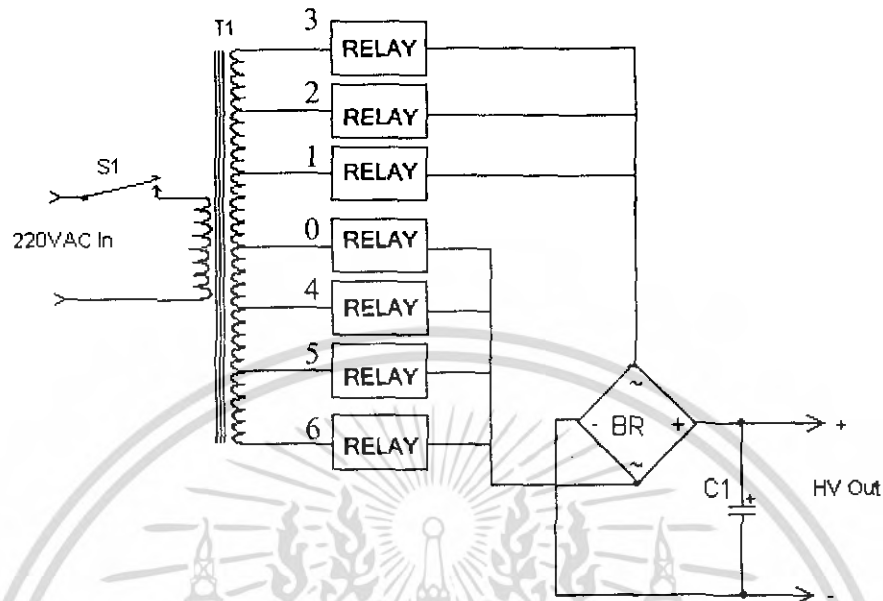 T1
3
RELAY
2
RELAY
1
RELAY
S1
220VAC In
0
RELAY
4
RELAY
5
RELAY
6
RELAY
~
- BR +
~
+
C1
+
HV Out
-